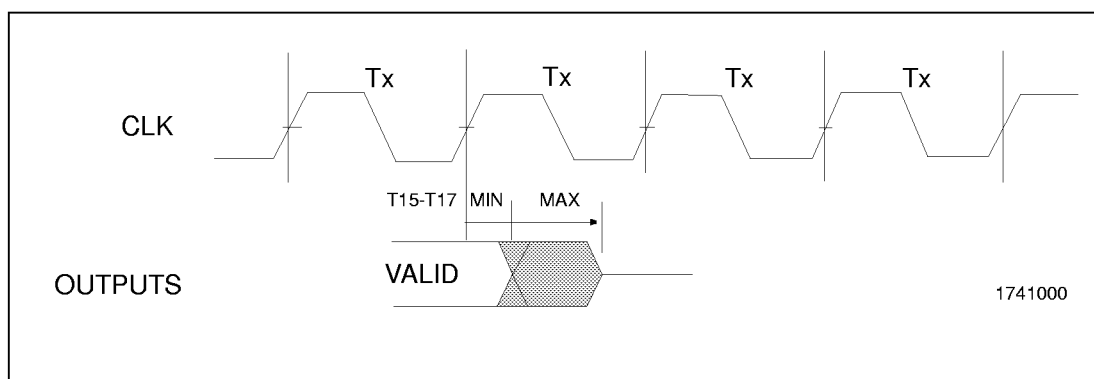 Tx Tx Tx Tx
CLK
T15-T17 MIN MAX
VALID
OUTPUTS
1741000